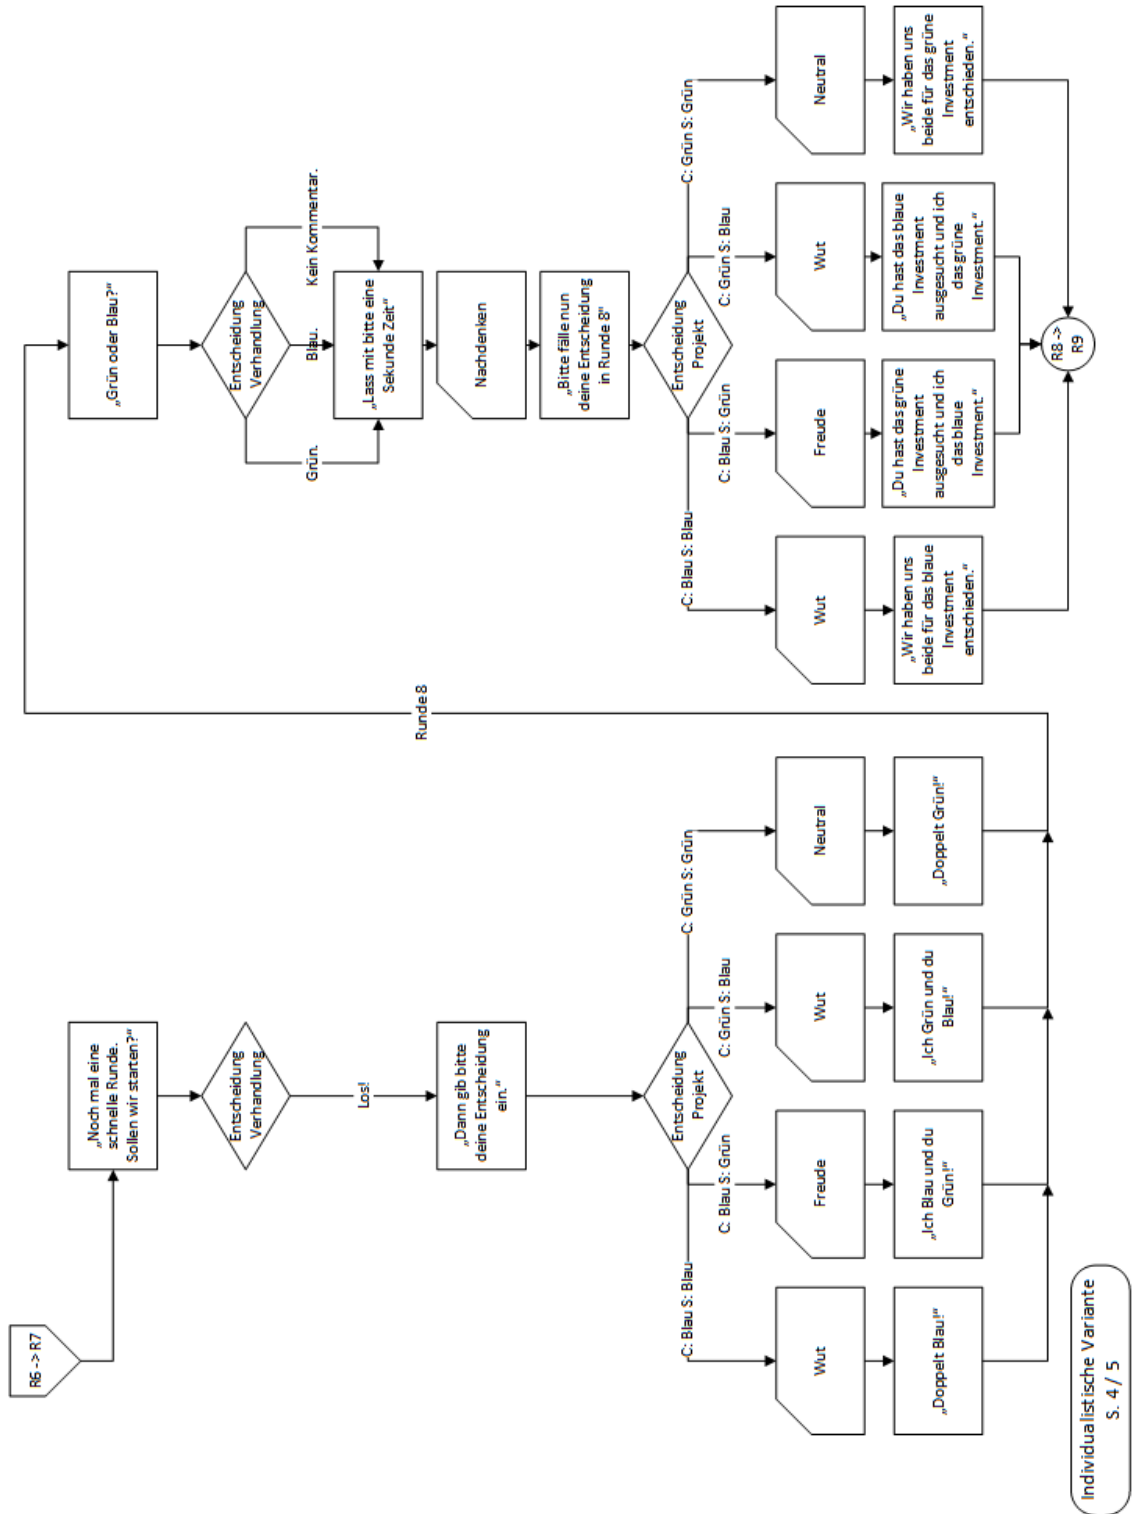 R6 -> R7
„Noch mal eine
schnelle Runde.
Sollen wir starten?“
Entscheidung
Verhandlung
Los!
„Dann gib bitte
deine Entscheidung
ein.“
Entscheidung
Projekt
C: Blau S: Blau
C: Blau S: Grün
C: Grün S: Blau
C: Grün S: Grün
Wut
Freude
Wut
Neutral
„Doppelt Blau!“
„Ich Blau und du
Grün!“
„Ich Grün und du
Blau!“
„Doppelt Grün!“
Runde 8
„Grün oder Blau?“
Entscheidung
Verhandlung
Grün.
Blau.
Kein Kommentar.
„Lass mit bitte eine
Sekunde Zeit“
Nachdenken
„Bitte fälle nun
deine Entscheidung
in Runde 8"
Entscheidung
Projekt
C: Blau S: Blau
C: Blau S: Grün
C: Grün S: Blau
C: Grün S: Grün
Wut
Freude
Wut
Neutral
„Wir haben uns
beide für das blaue
Investment
entschieden.“
„Du hast das grüne
Investment
ausgesucht und ich
das blaue
Investment.“
„Du hast das blaue
Investment
ausgesucht und ich
das grüne
Investment.“
„Wir haben uns
beide für das grüne
Investment
entschieden.“
R8 ->
R9
Individualistische Variante
S. 4 / 5